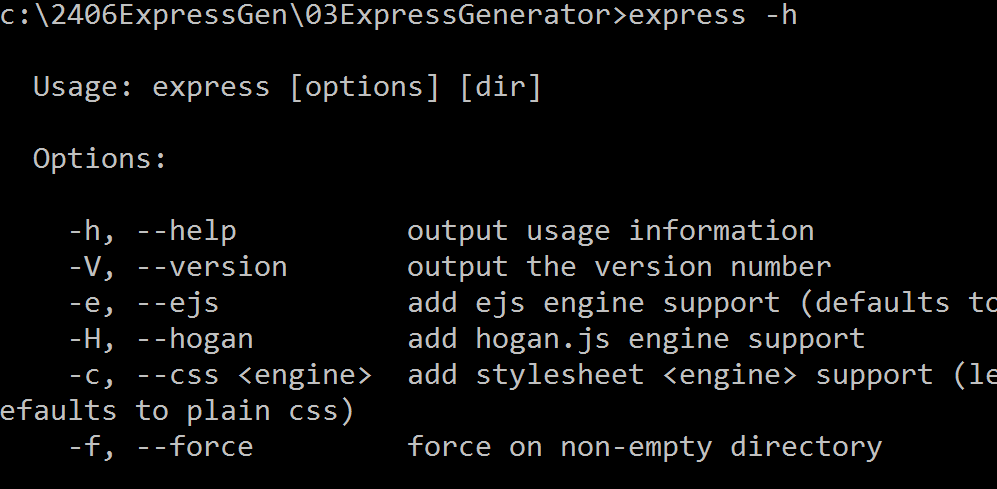 c:\2406ExpressGen\03ExpressGenerator>express -h
Usage: express [options] [dir]
Options:
-h, --help output usage information
-V, --version output the version number
-e, --ejs add ejs engine support (defaults to
-H, --hogan add hogan.js engine support
-c, --css <engine> add stylesheet <engine> support (le
efaults to plain css)
-f, --force force on non-empty directory